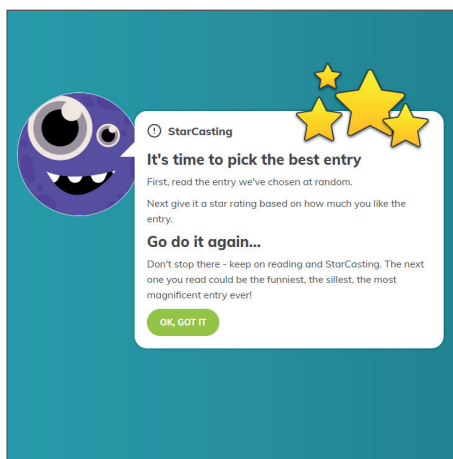 StarCasting
It's time to pick the best entry
First, read the entry we've chosen at random.
Next give it a star rating based on how much you like the
entry.
Go do it again...
Don't stop there - keep on reading and StarCasting. The next
one you read could be the funniest, the sillest, the most
magnificent entry ever!
OK, GOT IT